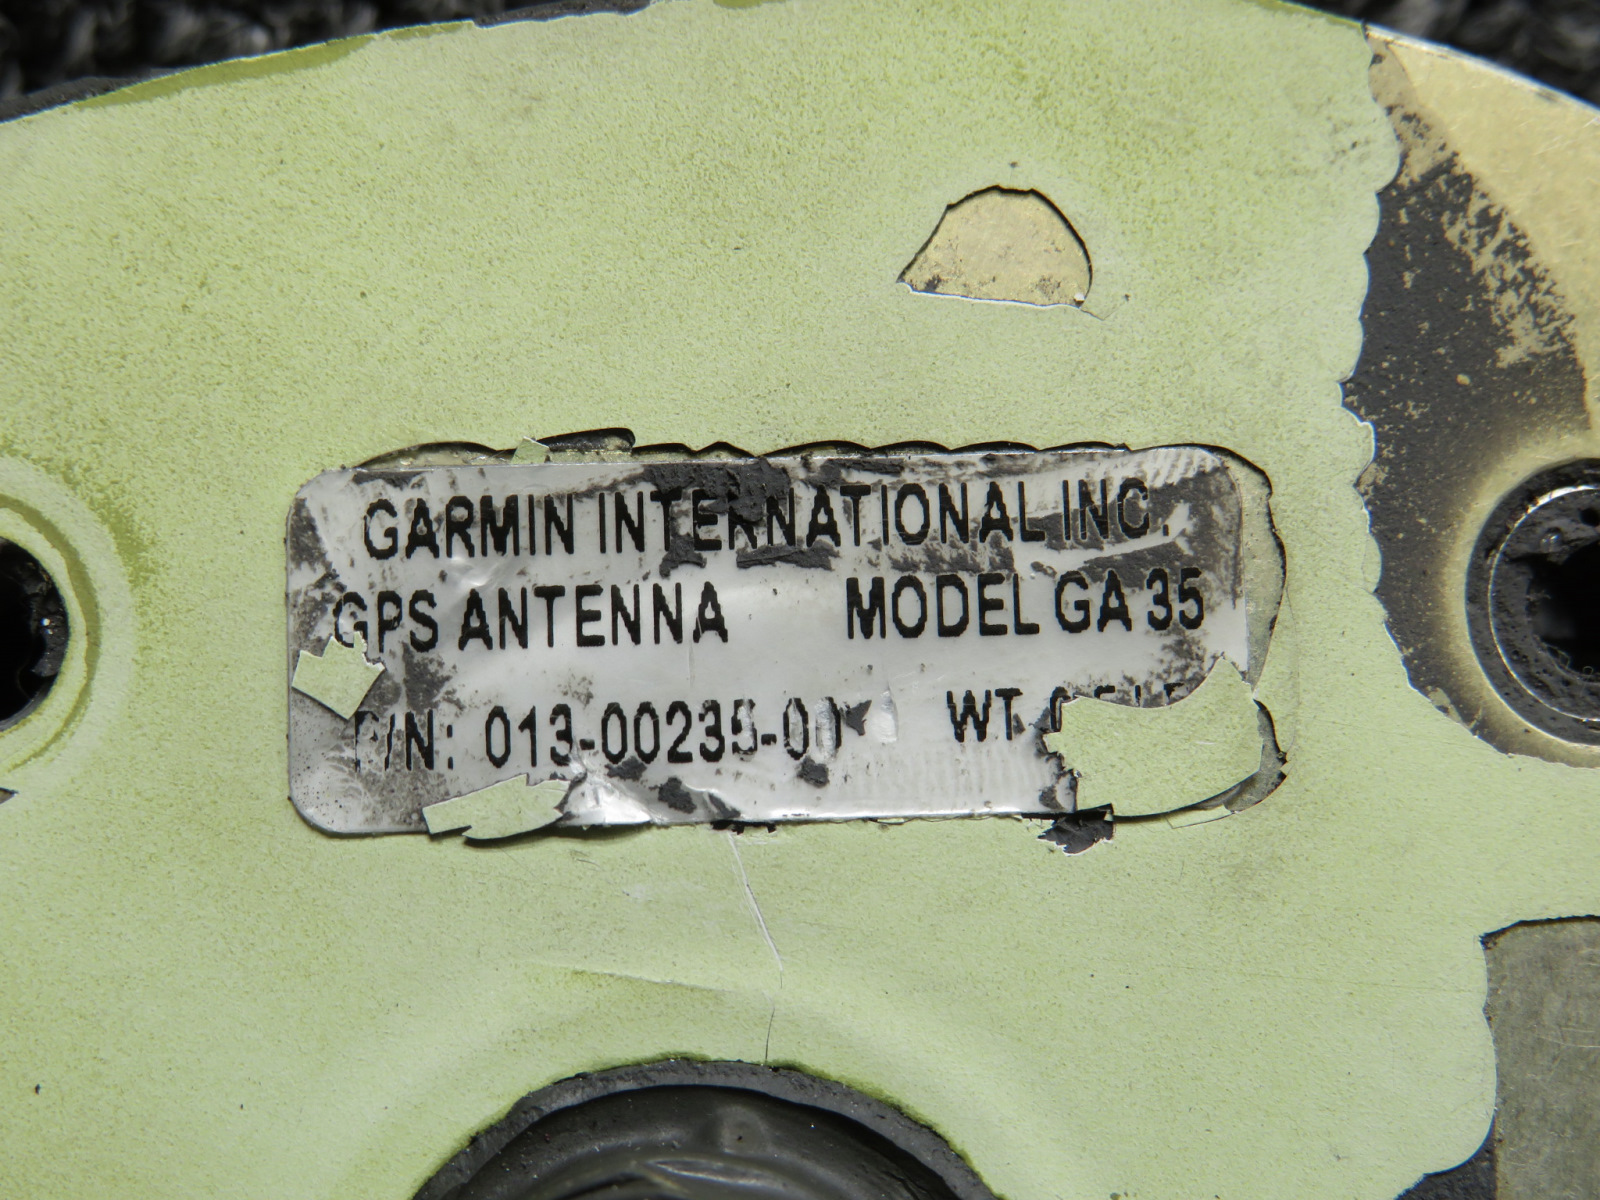 GARMIN INTERNATIONAL INC.
GPS ANTENNA MODEL GA 35
P/N: 013-00235-00 WT.